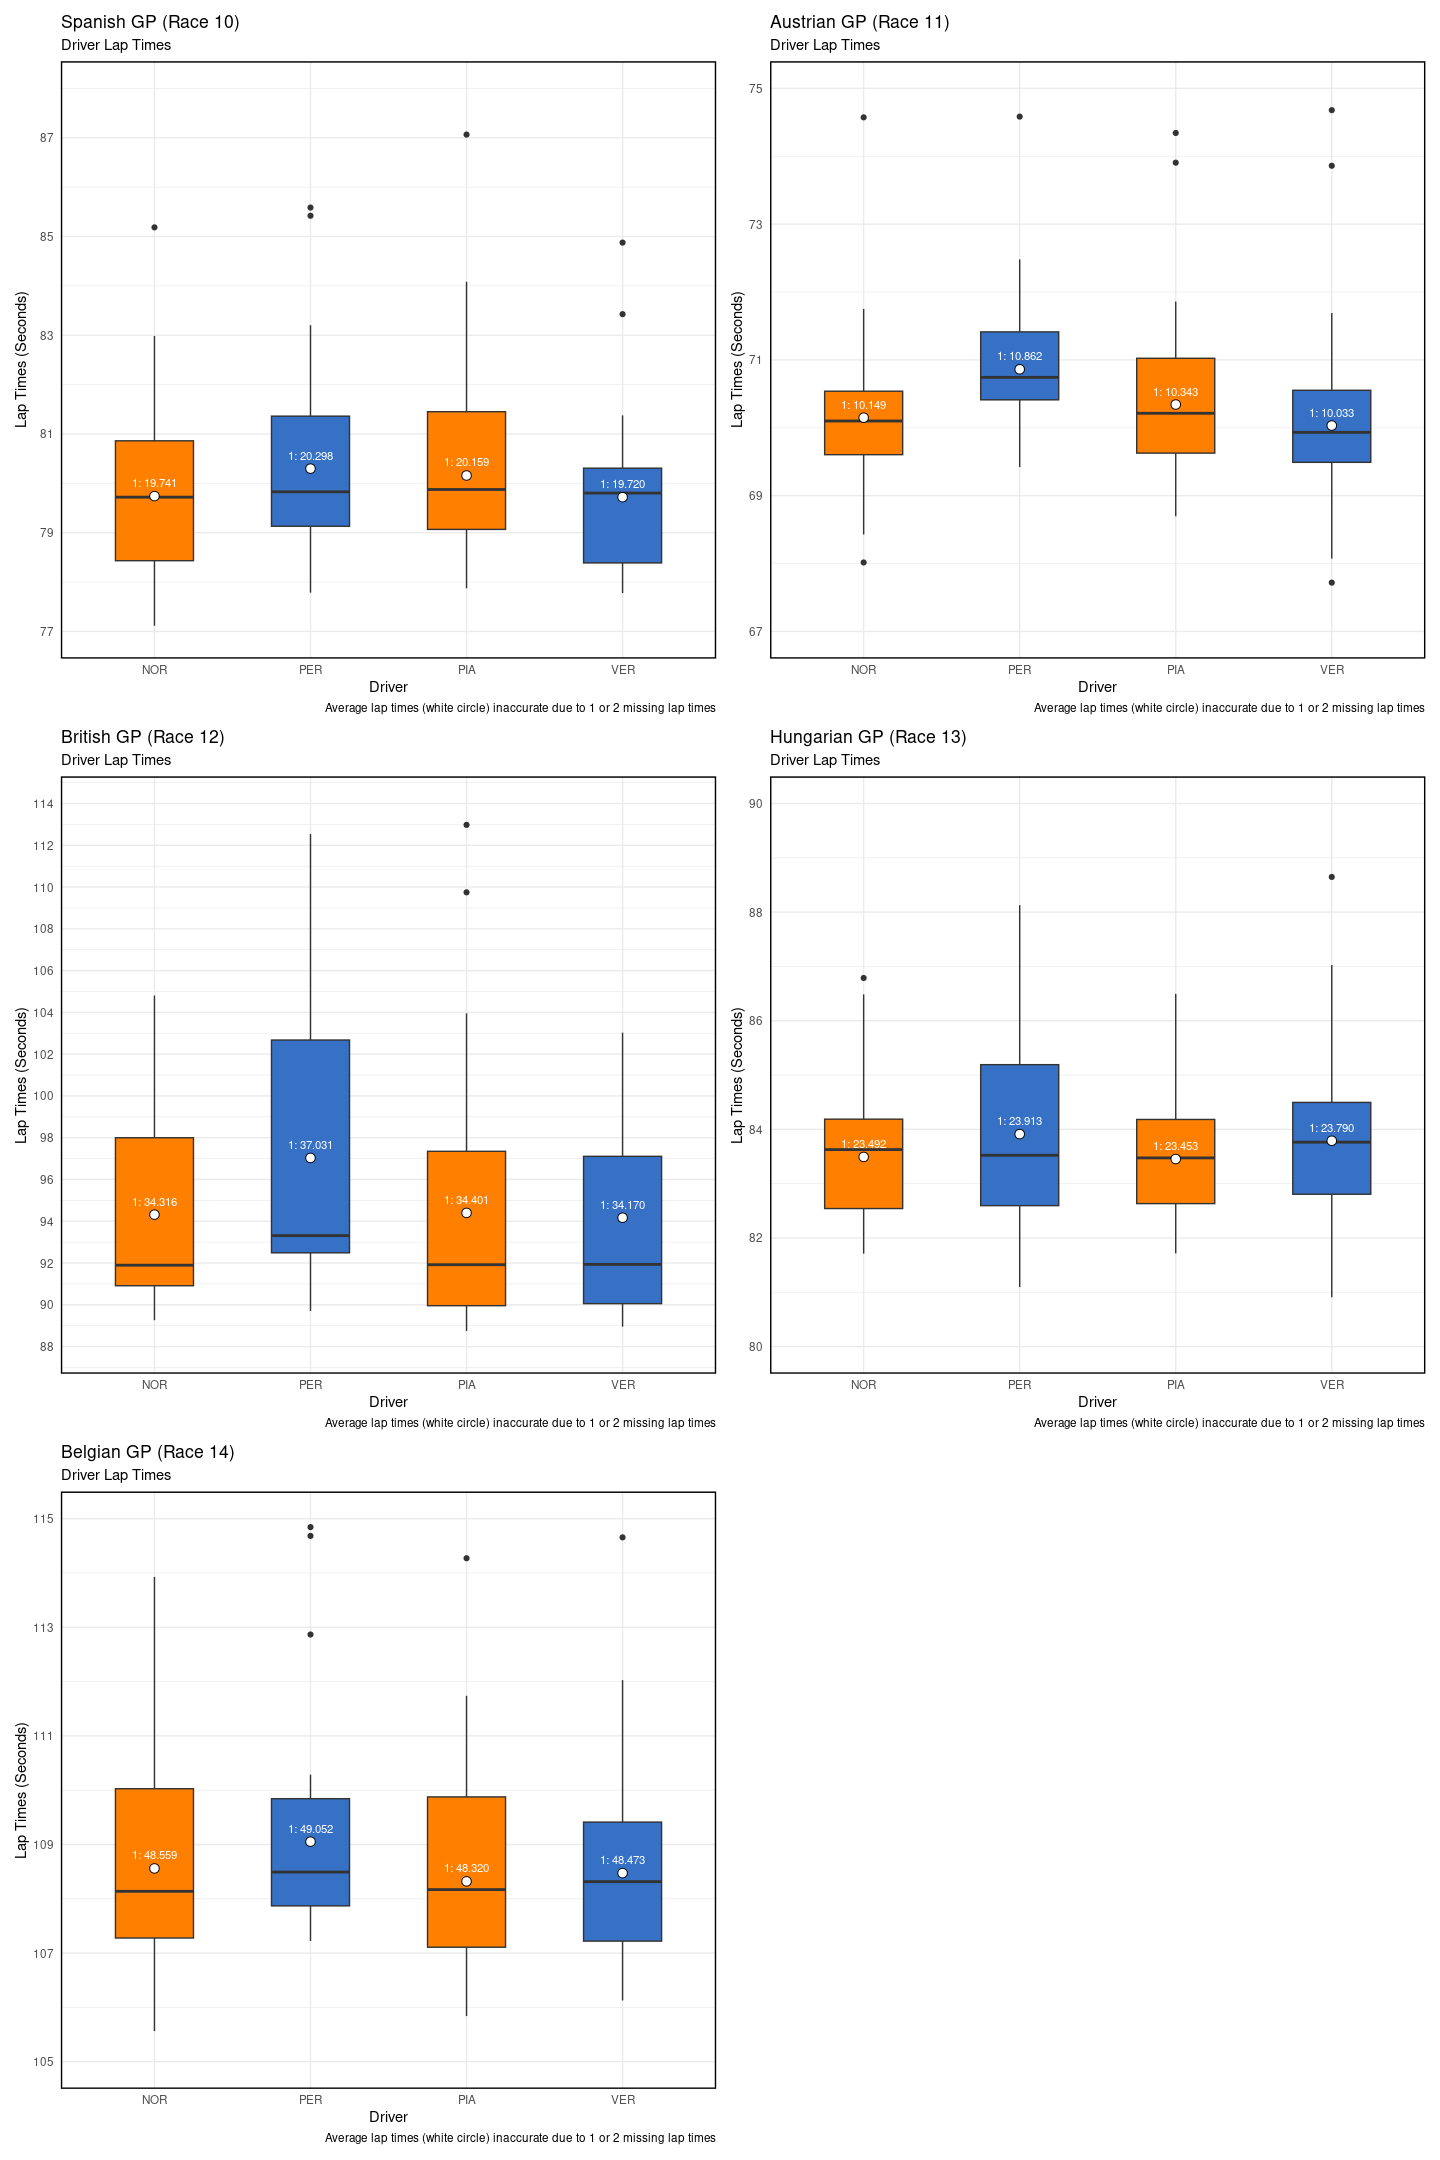 Spanish GP (Race 10)
Driver Lap Times
Lap Times (Seconds)
87
85
83
81
79
77
1: 19.741
1: 20.298
1: 20.159
1: 19.720
NOR PER PIA VER
Driver
Average lap times (white circle) inaccurate due to 1 or 2 missing lap times
Austrian GP (Race 11)
Driver Lap Times
Lap Times (Seconds)
75
73
71
69
67
1: 10.149
1: 10.862
1: 10.343
1: 10.033
NOR PER PIA VER
Driver
Average lap times (white circle) inaccurate due to 1 or 2 missing lap times
British GP (Race 12)
Driver Lap Times
Lap Times (Seconds)
114
112
110
108
106
104
102
100
98
96
94
92
90
88
1: 34.316
1: 37.031
1: 34.401
1: 34.170
NOR PER PIA VER
Driver
Average lap times (white circle) inaccurate due to 1 or 2 missing lap times
Hungarian GP (Race 13)
Driver Lap Times
Lap Times (Seconds)
90
88
86
84
82
80
1: 23.492
1: 23.913
1: 23.453
1: 23.790
NOR PER PIA VER
Driver
Average lap times (white circle) inaccurate due to 1 or 2 missing lap times
Belgian GP (Race 14)
Driver Lap Times
Lap Times (Seconds)
115
113
111
109
107
105
1: 48.559
1: 49.052
1: 48.320
1: 48.473
NOR PER PIA VER
Driver
Average lap times (white circle) inaccurate due to 1 or 2 missing lap times